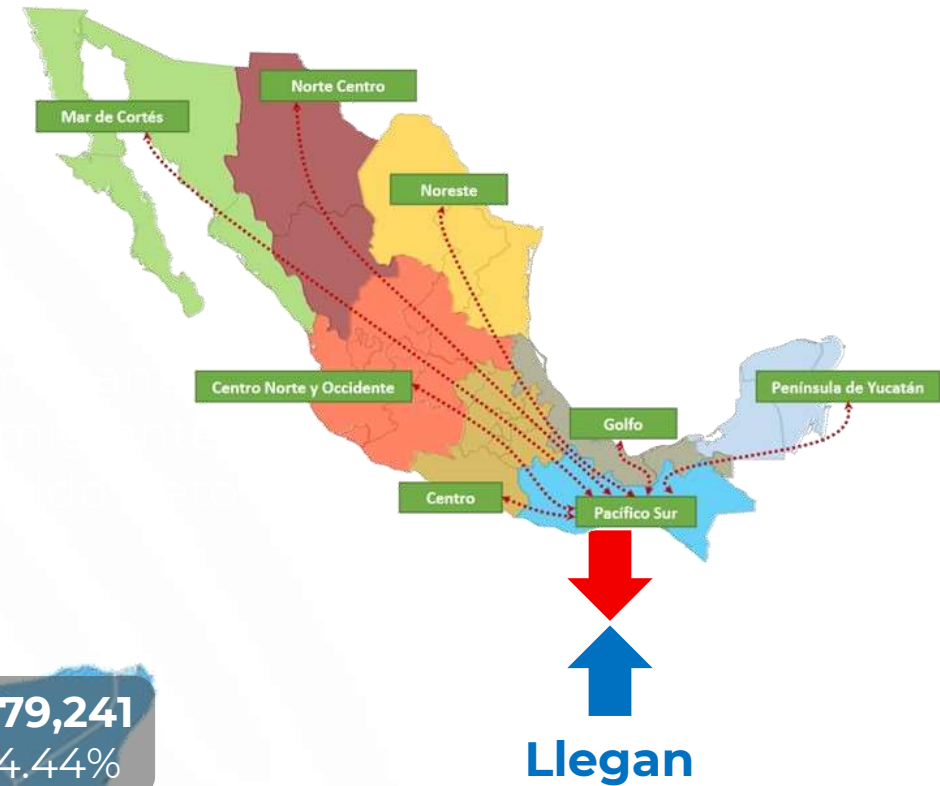 Norte Centro
Mar de Cortés
Noreste
Centro Norte y Occidente
Península de Yucatán
Golfo
Centro
Pacífico Sur
79,241
4.44%
Llegan